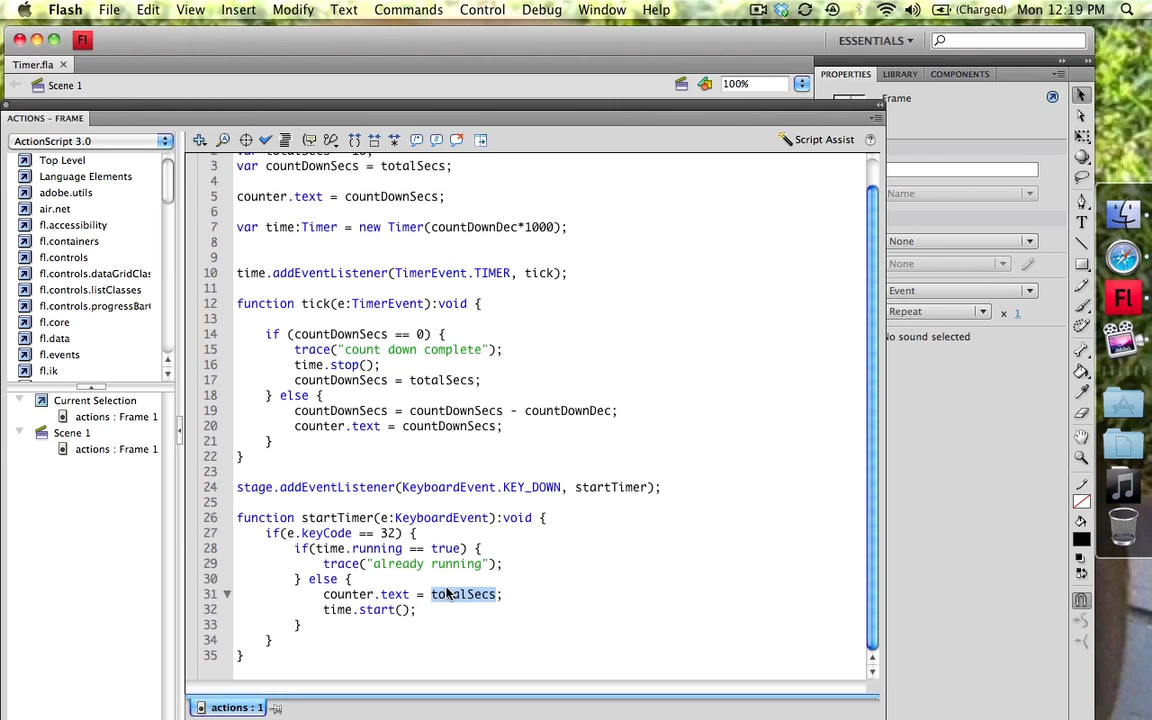 Flash File Edit View Insert Modify Text Commands Control Debug Window Help (Charged) Mon 12:19 PM
Fl ESSENTIALS
Timer.fla
Scene 1 100%
PROPERTIES LIBRARY COMPONENTS
Frame
ACTIONS - FRAME
ActionScript 3.0
Script Assist
Top Level
Language Elements
adobe.utils
air.net
fl.accessibility
fl.containers
fl.controls
fl.controls.dataGridClas
fl.controls.listClasses
fl.controls.progressBar
fl.core
fl.data
fl.events
fl.ik
Current Selection
actions : Frame 1
Scene 1
actions : Frame 1
3 var countDownSecs = totalSecs;
4
5 counter.text = countDownSecs;
6
7 var time:Timer = new Timer(countDownDec*1000);
8
9
10 time.addEventListener(TimerEvent.TIMER, tick);
11
12 function tick(e:TimerEvent):void {
13
14 if (countDownSecs == 0) {
15 trace("count down complete");
16 time.stop();
17 countDownSecs = totalSecs;
18 } else {
19 countDownSecs = countDownSecs - countDownDec;
20 counter.text = countDownSecs;
21 }
22 }
23
24 stage.addEventListener(KeyboardEvent.KEY_DOWN, startTimer);
25
26 function startTimer(e:KeyboardEvent):void {
27 if(e.keyCode == 32) {
28 if(time.running == true) {
29 trace("already running");
30 } else {
31 counter.text = totalSecs;
32 time.start();
33 }
34 }
35 }
actions : 1
Name
None
None
Event
Repeat x 1
No sound selected
Fl